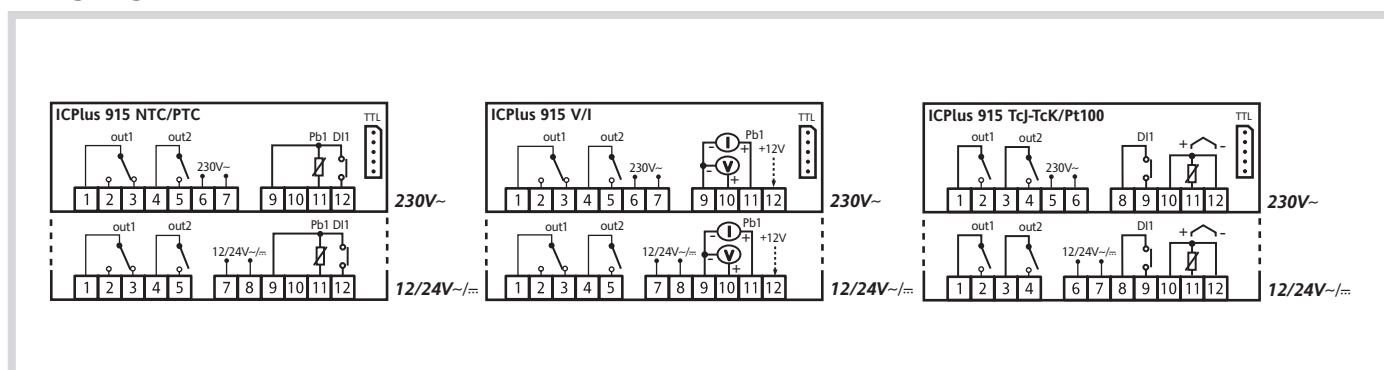 ICPlus 915 NTC/PTC
TTL
out1 out2 Pb1 DI1
230V~
1 2 3 4 5 6 7 9 10 11 12
230V~
out1 out2 Pb1 DI1
12/24V~/⎓
1 2 3 4 5 7 8 9 10 11 12
12/24V~/⎓
ICPlus 915 V/I
TTL
out1 out2 Pb1
I
- +
+12V
230V~
V
- +
1 2 3 4 5 6 7 9 10 11 12
230V~
out1 out2 Pb1
I
- +
+12V
12/24V~/⎓
V
- +
1 2 3 4 5 7 8 9 10 11 12
12/24V~/⎓
ICPlus 915 TcJ-TcK/Pt100
TTL
out1 out2 DI1
+ -
230V~
1 2 3 4 5 6 8 9 10 11 12
230V~
out1 out2 DI1
+ -
12/24V~/⎓
1 2 3 4 6 7 8 9 10 11 12
12/24V~/⎓